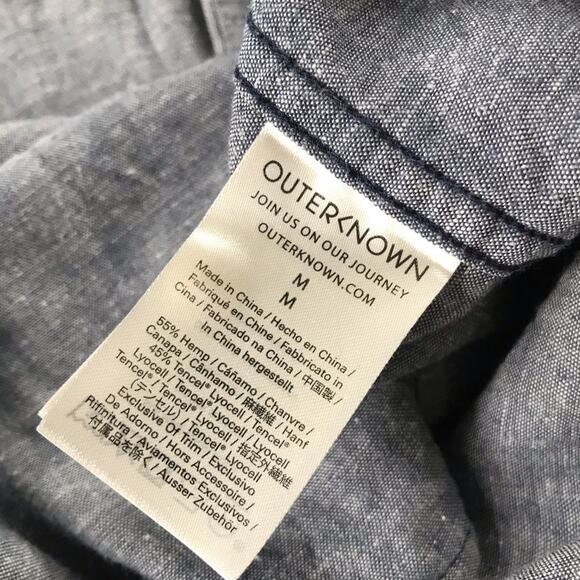 OUTERKNOWN
JOIN US ON OUR JOURNEY
OUTERKNOWN.COM
M
M
Made in China / Hecho en China /
Fabriqué en Chine / Fabbricato in
Cina / Fabricado na China / 中国製 /
In China hergestellt
55% Hemp / Cáñamo / Chanvre /
Canapa / Cânhamo / 麻繊維 / Hanf
45% Tencel® Lyocell / Tencel®
Lyocell / Tencel® Lyocell /
Tencel® / Tencel® Lyocell / 指定外繊維
(テンセル) / Tencel® Lyocell
Exclusive Of Trim / Sin Elementos
De Adorno / Hors Accessoire /
Rifinitura / Aviamentos Exclusivos /
付属品を除く / Ausser Zubehör